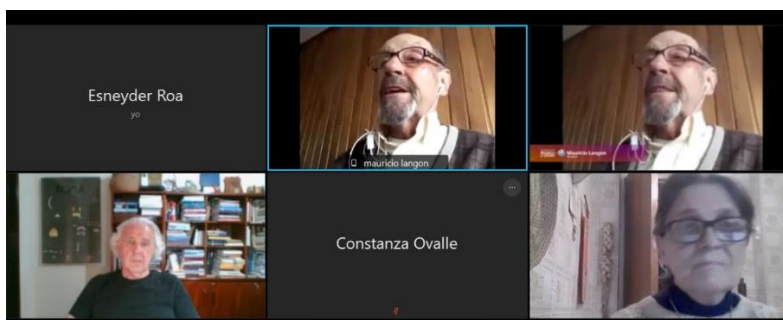 Esneyder Roa
yo
mauricio langon
Mauricio Langon
Constanza Ovalle